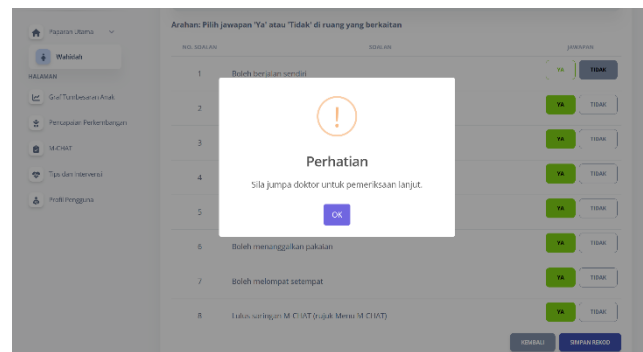 Arahan: Pilih jawapan 'Ya' atau 'Tidak' di ruang yang berkaitan
Paparan Utama
Wahidah
HALAMAN
Graf Tumbesaran Anak
Pencapaian Perkembangan
M-CHAT
Tips dan Intervensi
Profil Pengguna
NO. SOALAN SOALAN JAWAPAN
1 Boleh berjalan sendiri YA TIDAK
2 YA TIDAK
3 YA TIDAK
4 YA TIDAK
5 YA TIDAK
6 Boleh menanggalkan pakaian YA TIDAK
7 Boleh melompat setempat YA TIDAK
8 Lulus saringan M-CHAT (rujuk Menu M-CHAT) YA TIDAK
KEMBALI SIMPAN REKOD
!
Perhatian
Sila jumpa doktor untuk pemeriksaan lanjut.
OK